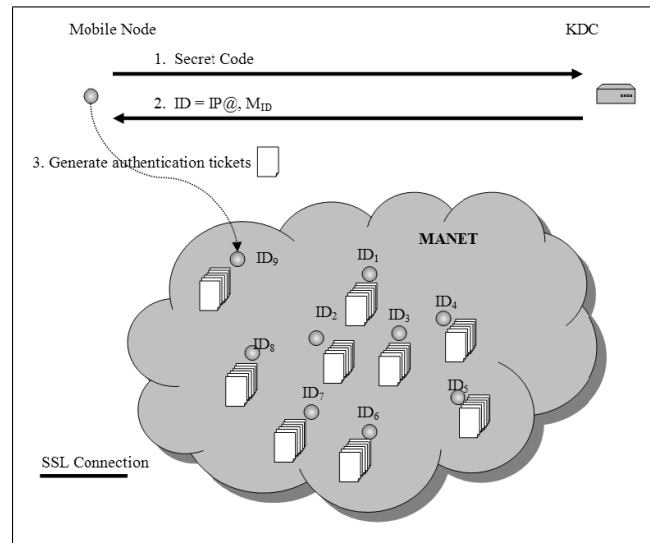 Mobile Node
KDC
1. Secret Code
2. ID = IP@, MID
3. Generate authentication tickets
MANET
ID9
ID1
ID2
ID3
ID4
ID8
ID5
ID7
ID6
SSL Connection